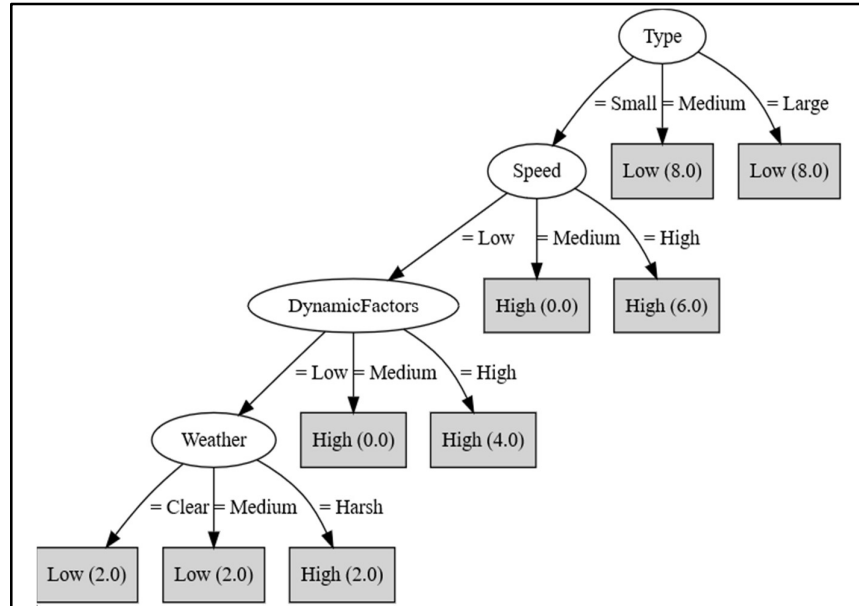 Type
= Small = Medium = Large
Speed Low (8.0) Low (8.0)
= Low = Medium = High
DynamicFactors High (0.0) High (6.0)
= Low = Medium = High
Weather High (0.0) High (4.0)
= Clear = Medium = Harsh
Low (2.0) Low (2.0) High (2.0)